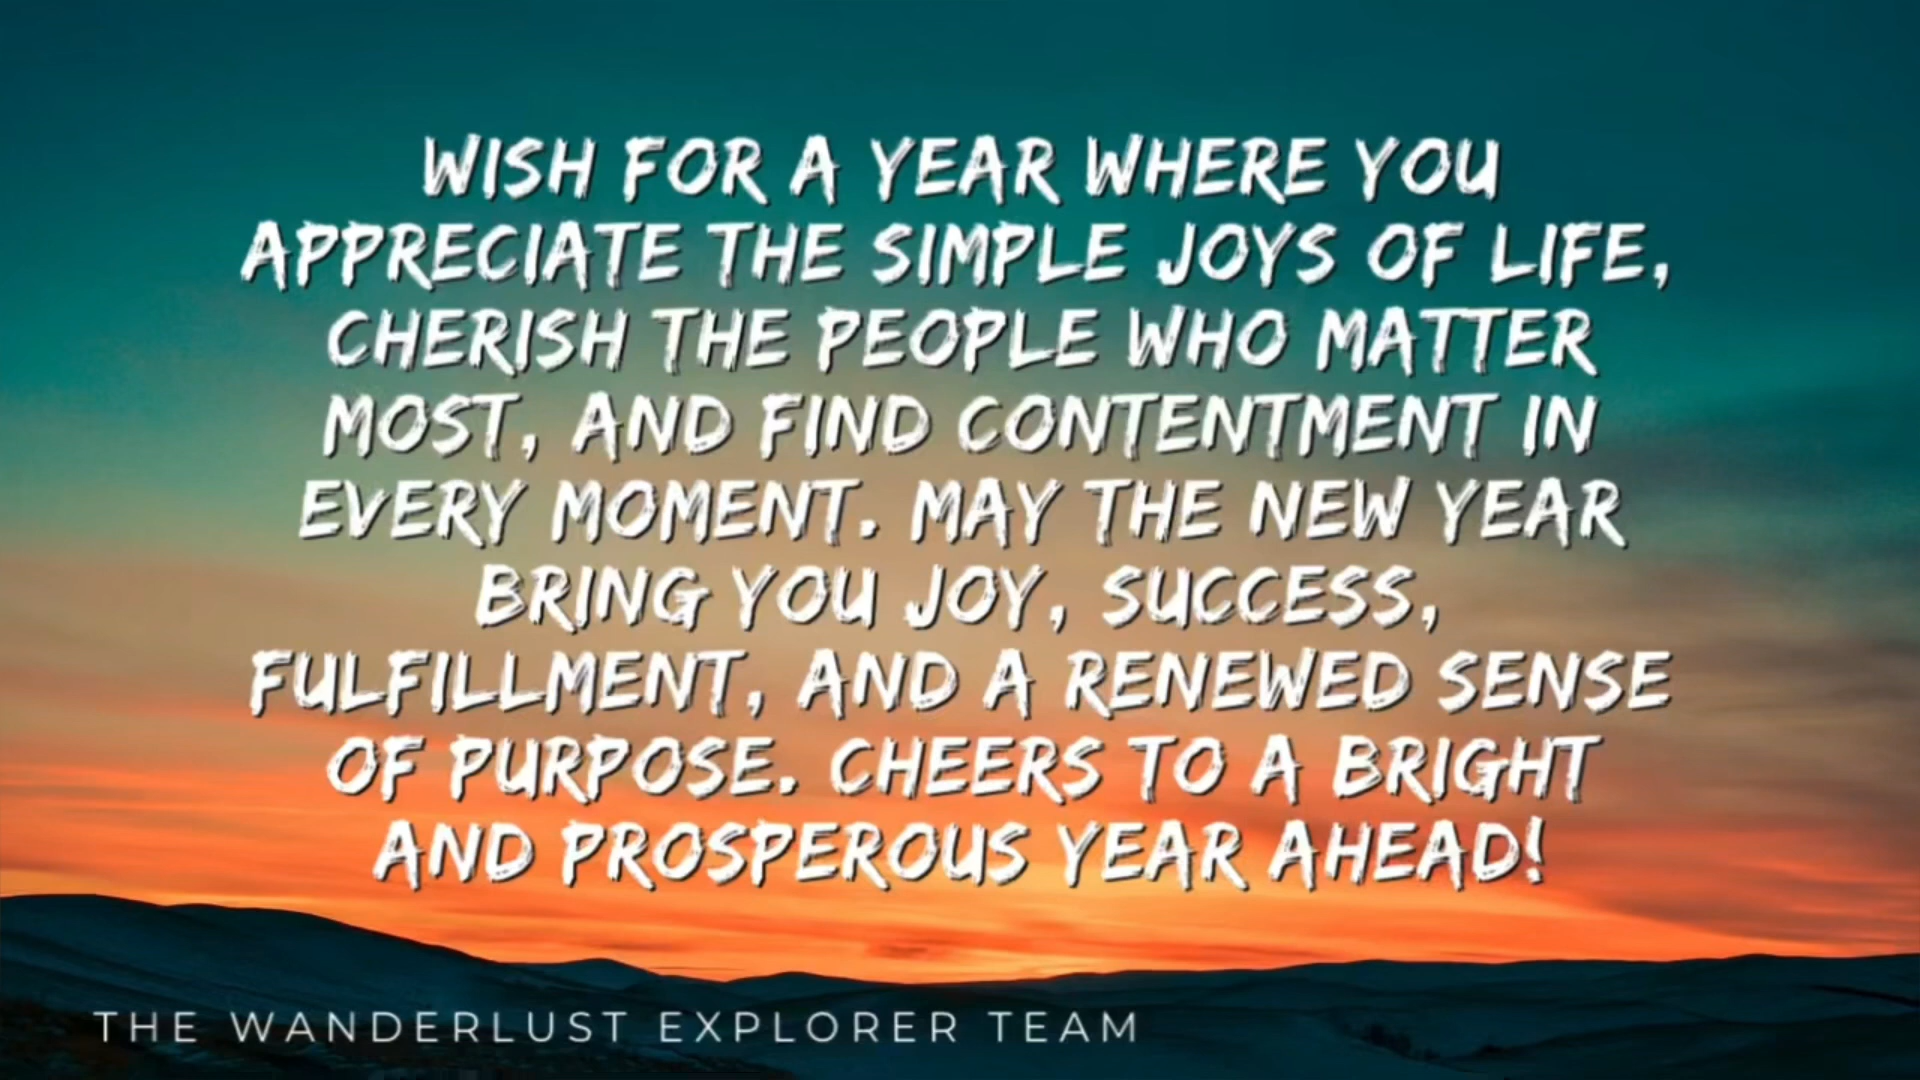 WISH FOR A YEAR WHERE YOU
APPRECIATE THE SIMPLE JOYS OF LIFE,
CHERISH THE PEOPLE WHO MATTER
MOST, AND FIND CONTENTMENT IN
EVERY MOMENT. MAY THE NEW YEAR
BRING YOU JOY, SUCCESS,
FULFILLMENT, AND A RENEWED SENSE
OF PURPOSE. CHEERS TO A BRIGHT
AND PROSPEROUS YEAR AHEAD!
THE WANDERLUST EXPLORER TEAM